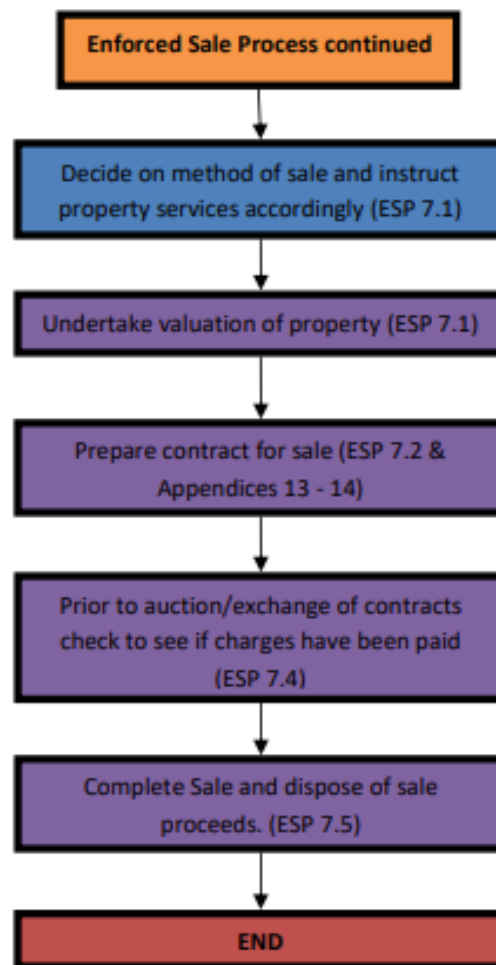 Enforced Sale Process continued
Decide on method of sale and instruct
property services accordingly (ESP 7.1)
Undertake valuation of property (ESP 7.1)
Prepare contract for sale (ESP 7.2 &
Appendices 13 - 14)
Prior to auction/exchange of contracts
check to see if charges have been paid
(ESP 7.4)
Complete Sale and dispose of sale
proceeds. (ESP 7.5)
END